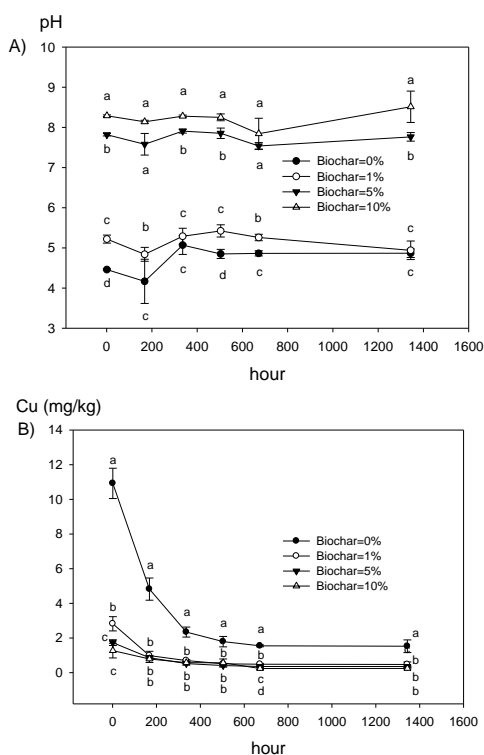 pH
A)
10
9
8
7
6
5
4
3
a a a a a a
b a b b a b
Biochar=0%
Biochar=1%
Biochar=5%
Biochar=10%
c b c c b c
d c c d c c
0 200 400 600 800 1000 1200 1400 1600
hour
Cu (mg/kg)
B)
14
12
10
8
6
4
2
0
a
a
a a a a
Biochar=0%
Biochar=1%
Biochar=5%
Biochar=10%
b
c b b b b b
c b b b c b
b b b d b
0 200 400 600 800 1000 1200 1400 1600
hour